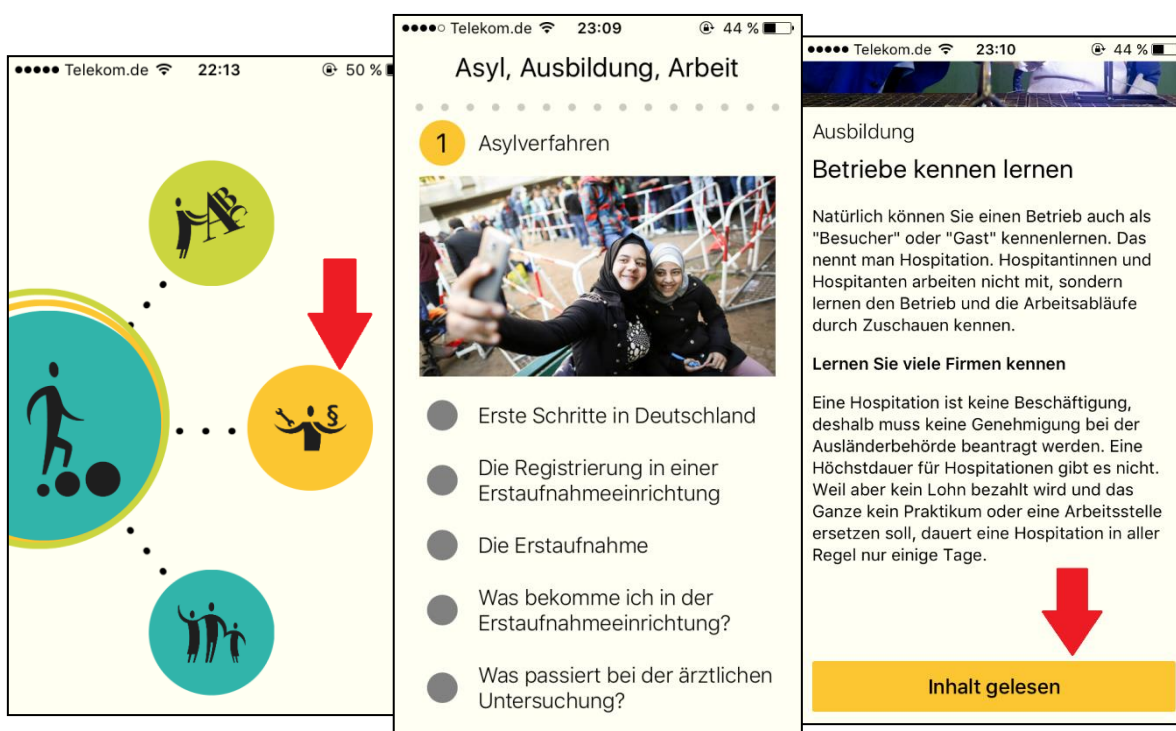 Telekom.de 22:13 50 %
ABC
§
Telekom.de 23:09 44 %
Asyl, Ausbildung, Arbeit
1 Asylverfahren
Erste Schritte in Deutschland
Die Registrierung in einer
Erstaufnahmeeinrichtung
Die Erstaufnahme
Was bekomme ich in der
Erstaufnahmeeinrichtung?
Was passiert bei der ärztlichen
Untersuchung?
Telekom.de 23:10 44 %
Ausbildung
Betriebe kennen lernen
Natürlich können Sie einen Betrieb auch als
"Besucher" oder "Gast" kennenlernen. Das
nennt man Hospitation. Hospitantinnen und
Hospitanten arbeiten nicht mit, sondern
lernen den Betrieb und die Arbeitsabläufe
durch Zuschauen kennen.
Lernen Sie viele Firmen kennen
Eine Hospitation ist keine Beschäftigung,
deshalb muss keine Genehmigung bei der
Ausländerbehörde beantragt werden. Eine
Höchstdauer für Hospitationen gibt es nicht.
Weil aber kein Lohn bezahlt wird und das
Ganze kein Praktikum oder eine Arbeitsstelle
ersetzen soll, dauert eine Hospitation in aller
Regel nur einige Tage.
Inhalt gelesen